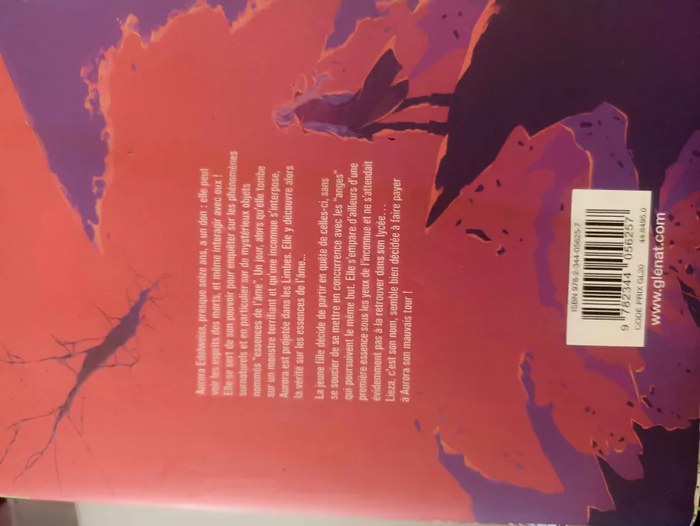 Aurora Edelweiss, presque seize ans, a un don : elle peut
voir les esprits des morts, et même interagir avec eux !
Elle se sert de son pouvoir pour enquêter sur les phénomènes
surnaturels et en particulier sur de mystérieux objets
nommés "essences de l'âme". Un jour, alors qu'elle tombe
sur un monstre terrifiant et qu'une inconnue s'interpose,
Aurora est projetée dans les Limbes. Elle y découvre alors
la vérité sur les essences de l'âme...
La jeune fille décide de partir en quête de celles-ci, sans
se soucier de se mettre en concurrence avec les "anges"
qui poursuivent le même but. Elle s'empare d'ailleurs d'une
première essence sous les yeux de l'inconnue et ne s'attendait
évidemment pas à la retrouver dans son lycée...
Lieza, c'est son nom, semble bien décidée à faire payer
à Aurora son mauvais tour !
ISBN 978-2-344-05625-7
9 782344 056257
CODE PRIX GL20
44.8495.0
www.glenat.com